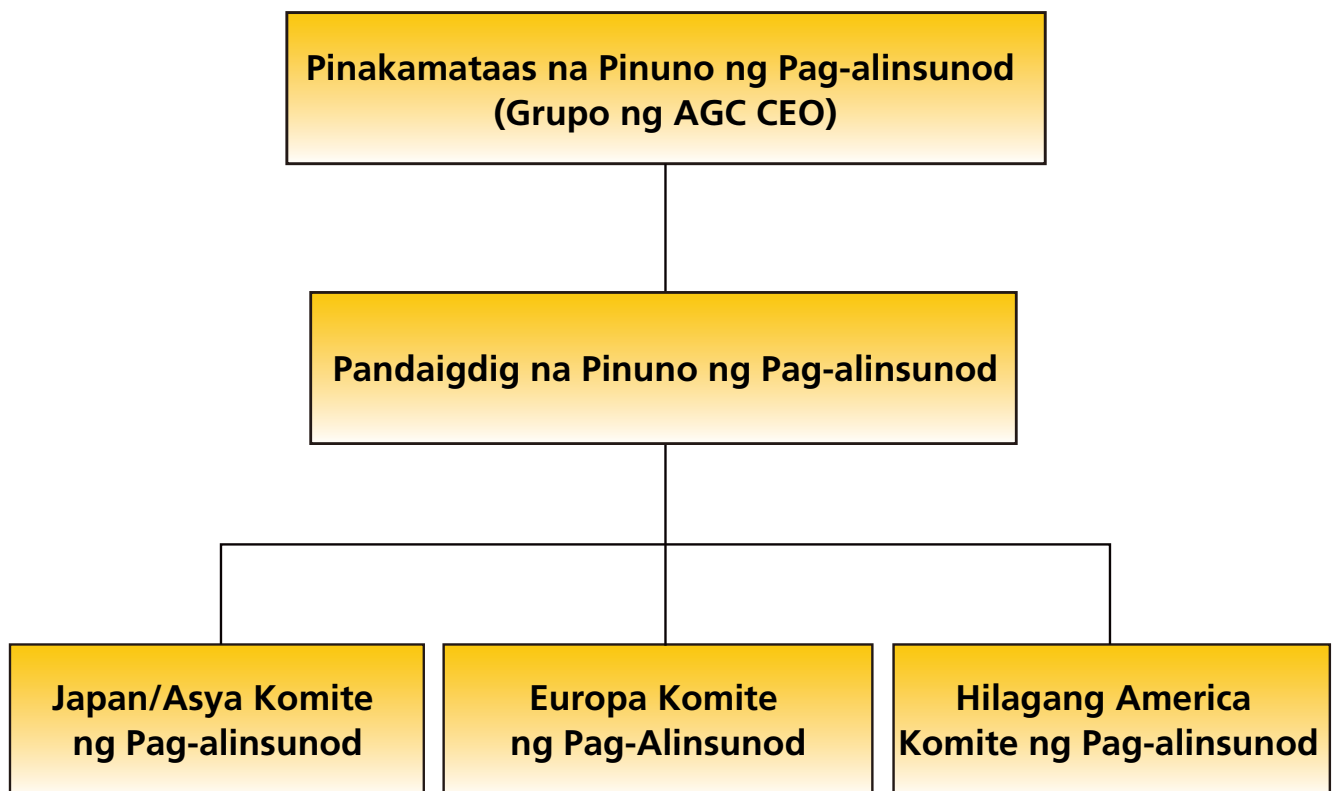 Pinakamataas na Pinuno ng Pag-alinsunod
(Grupo ng AGC CEO)
Pandaigdig na Pinuno ng Pag-alinsunod
Japan/Asya Komite
ng Pag-alinsunod
Europa Komite
ng Pag-Alinsunod
Hilagang America
Komite ng Pag-alinsunod